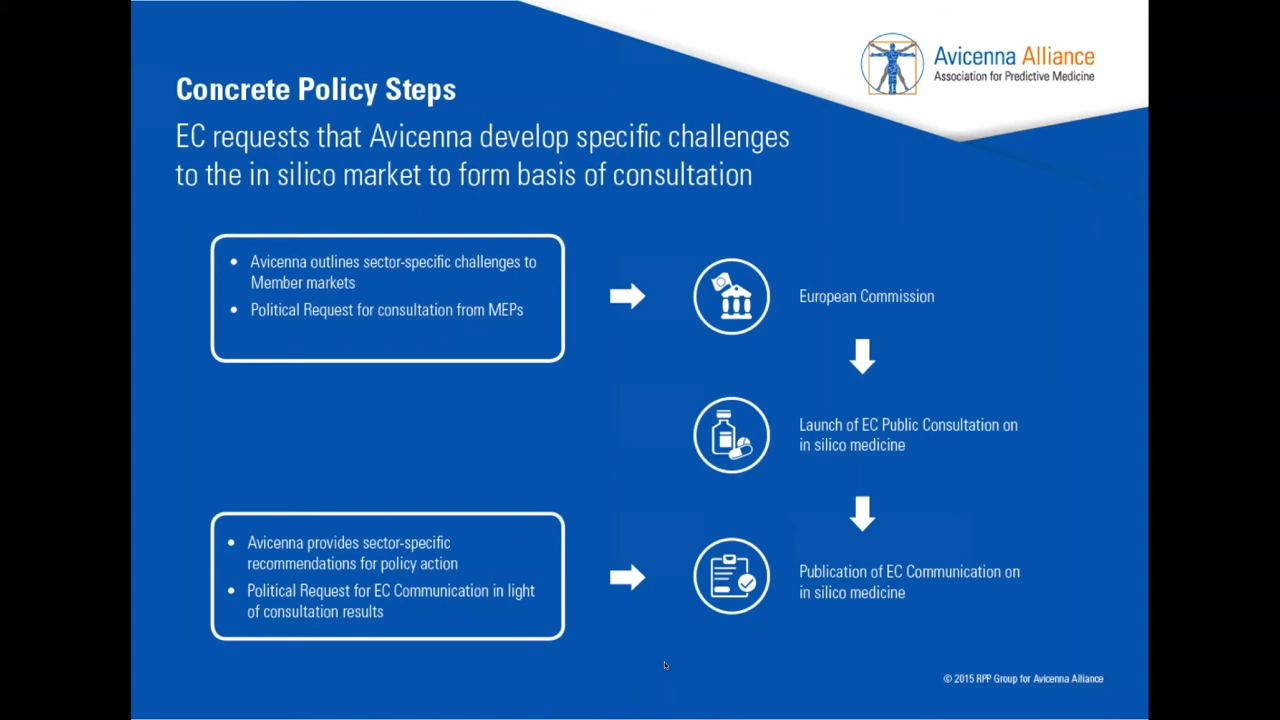 Avicenna Alliance
Association for Predictive Medicine
Concrete Policy Steps
EC requests that Avicenna develop specific challenges
to the in silico market to form basis of consultation
• Avicenna outlines sector-specific challenges to
Member markets
• Political Request for consultation from MEPs
European Commission
Launch of EC Public Consultation on
in silico medicine
• Avicenna provides sector-specific
recommendations for policy action
• Political Request for EC Communication in light
of consultation results
Publication of EC Communication on
in silico medicine
© 2015 RPP Group for Avicenna Alliance